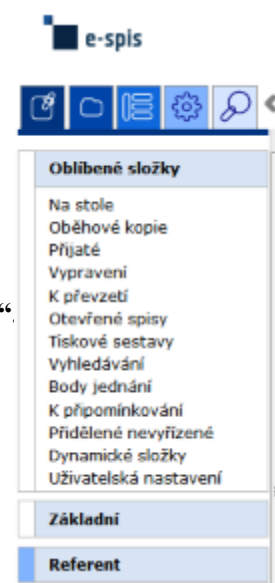 e-spis
Oblíbené složky
Na stole
Oběhové kopie
Přijaté
Vypravení
K převzetí
“.
Otevřené spisy
Tiskové sestavy
Vyhledávání
Body jednání
K připomínkování
Přidělené nevyřízené
Dynamické složky
Uživatelská nastavení
Základní
Referent